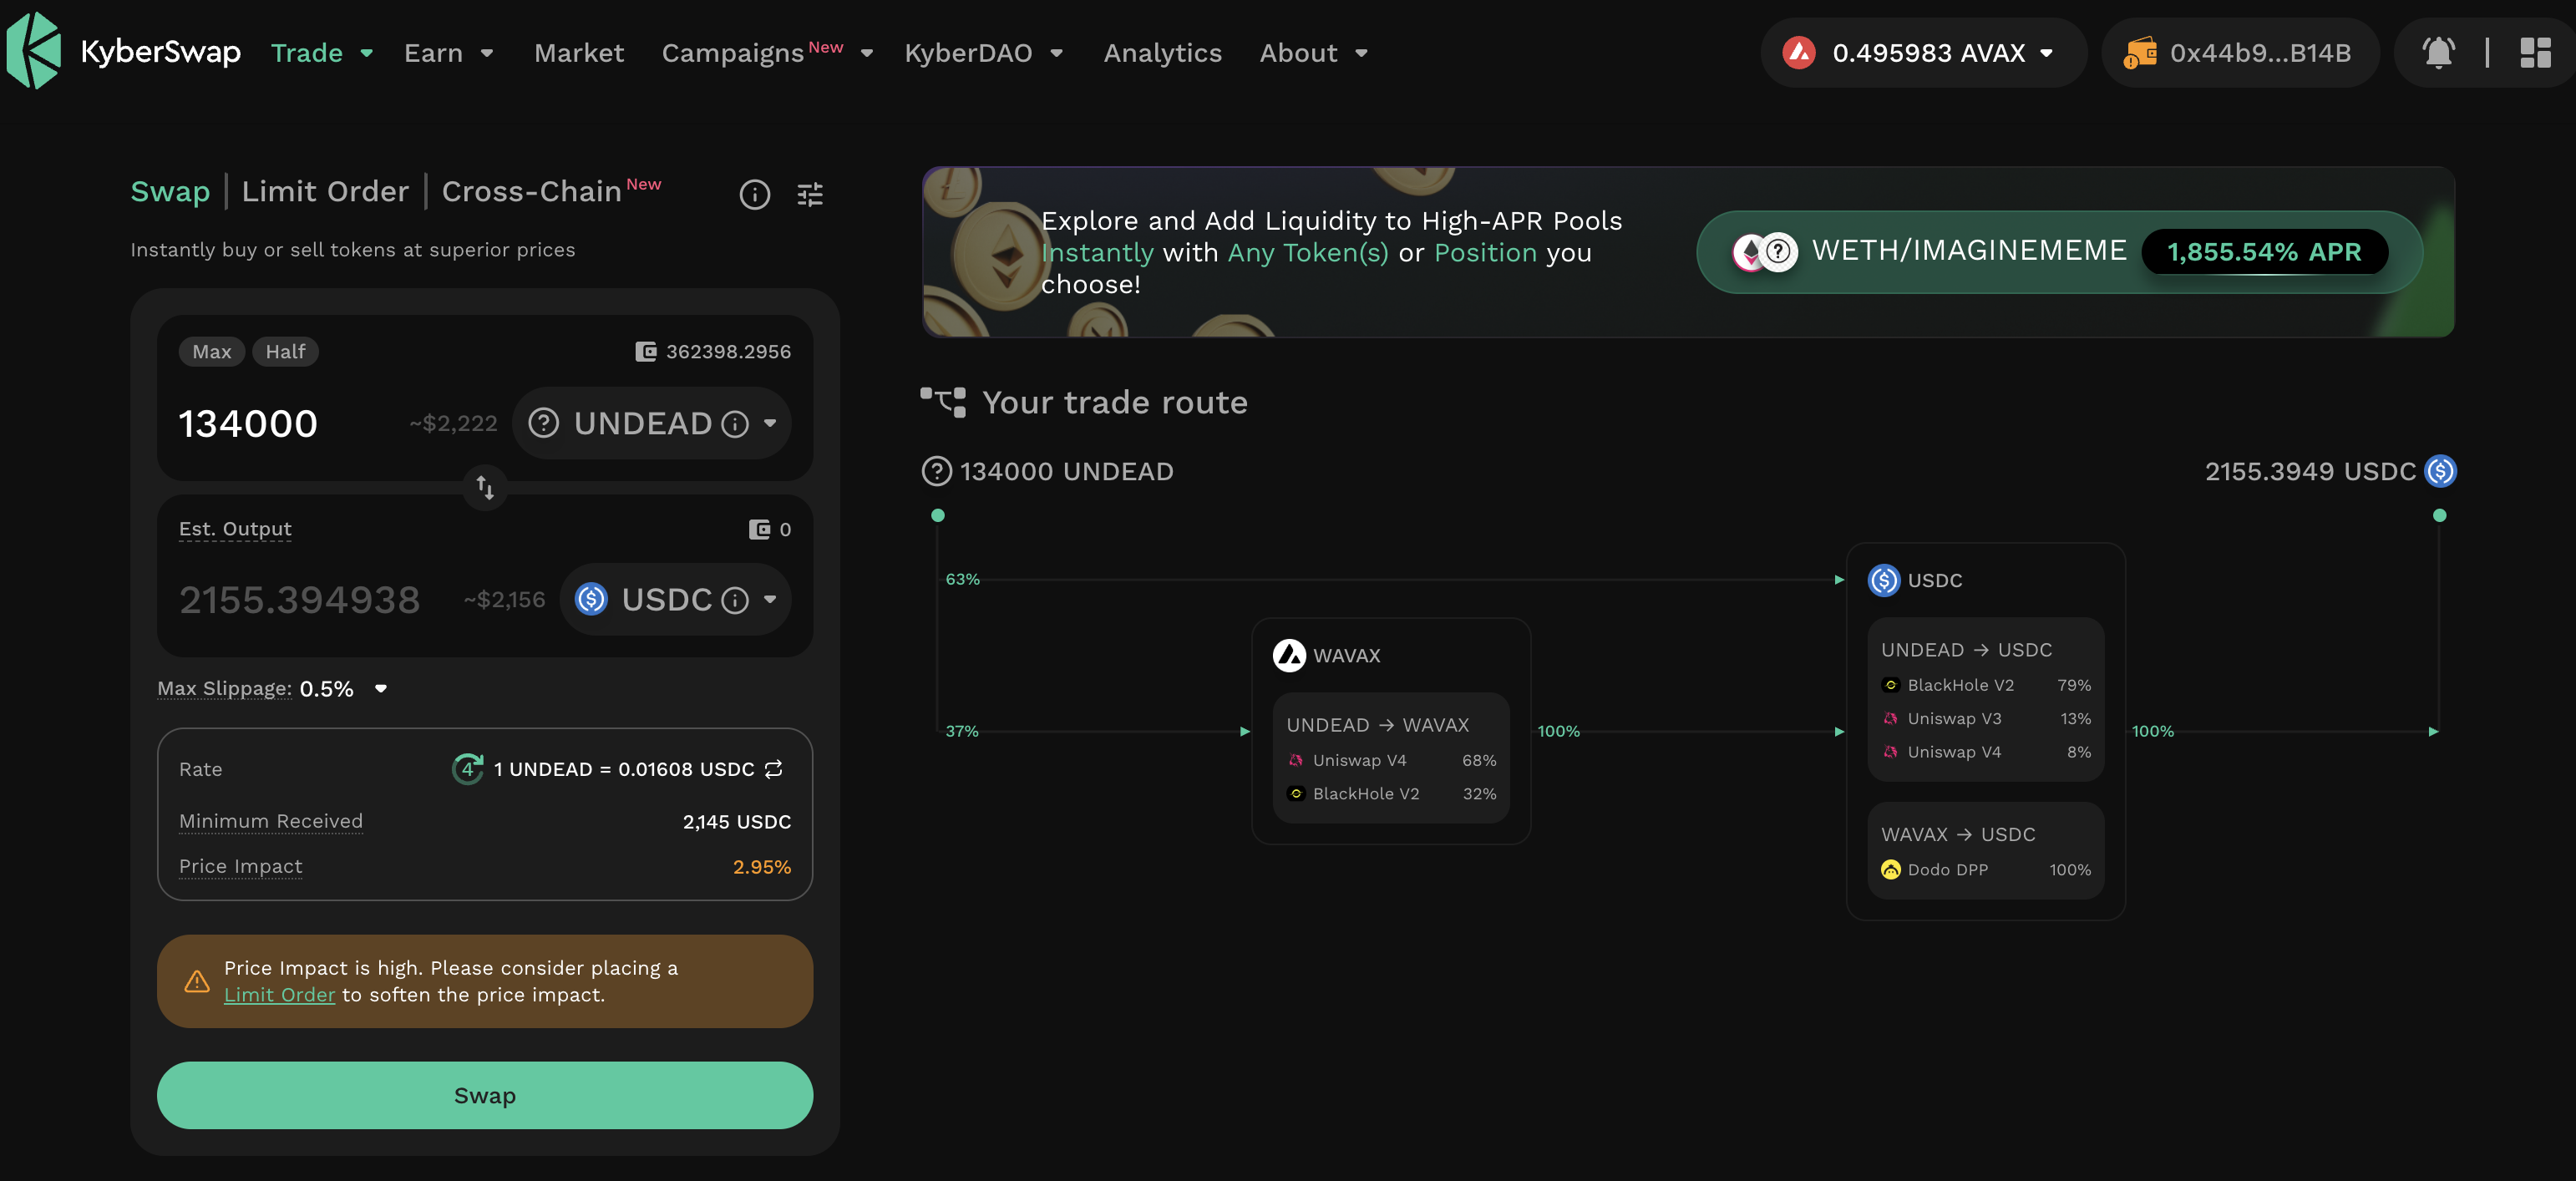 KyberSwap Trade Earn Market Campaigns New KyberDAO Analytics About 0.495983 AVAX 0x44b9...B14B
Swap | Limit Order | Cross-Chain New
Instantly buy or sell tokens at superior prices
Max Half 362398.2956
134000 ~$2,222 UNDEAD
Est. Output 0
2155.394938 ~$2,156 USDC
Max Slippage: 0.5%
Rate 4 1 UNDEAD = 0.01608 USDC
Minimum Received 2,145 USDC
Price Impact 2.95%
Price Impact is high. Please consider placing a
Limit Order to soften the price impact.
Swap
Explore and Add Liquidity to High-APR Pools
Instantly with Any Token(s) or Position you
choose!
WETH/IMAGINEMEME 1,855.54% APR
Your trade route
134000 UNDEAD 2155.3949 USDC
63%
37%
WAVAX
UNDEAD → WAVAX
Uniswap V4 68%
BlackHole V2 32%
100%
USDC
UNDEAD → USDC
BlackHole V2 79%
Uniswap V3 13%
Uniswap V4 8%
WAVAX → USDC
Dodo DPP 100%
100%